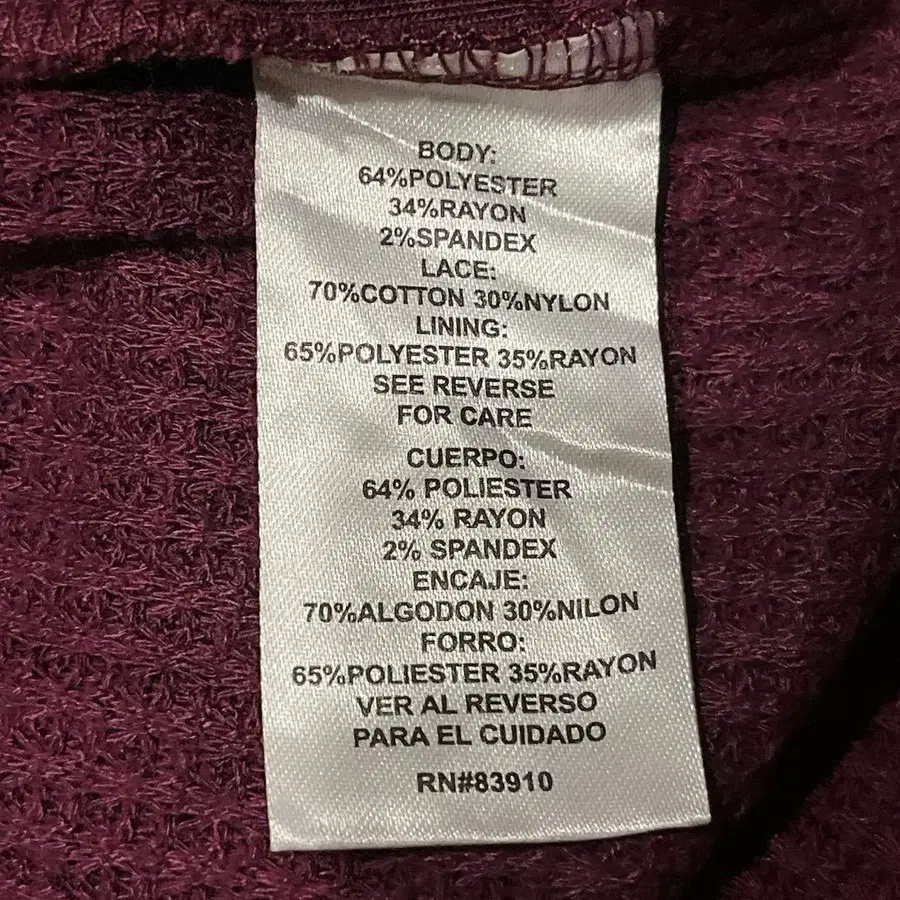 BODY:
64%POLYESTER
34%RAYON
2%SPANDEX
LACE:
70%COTTON 30%NYLON
LINING:
65%POLYESTER 35%RAYON
SEE REVERSE
FOR CARE
CUERPO:
64% POLIESTER
34% RAYON
2% SPANDEX
ENCAJE:
70%ALGODON 30%NILON
FORRO:
65%POLIESTER 35%RAYON
VER AL REVERSO
PARA EL CUIDADO
RN#83910